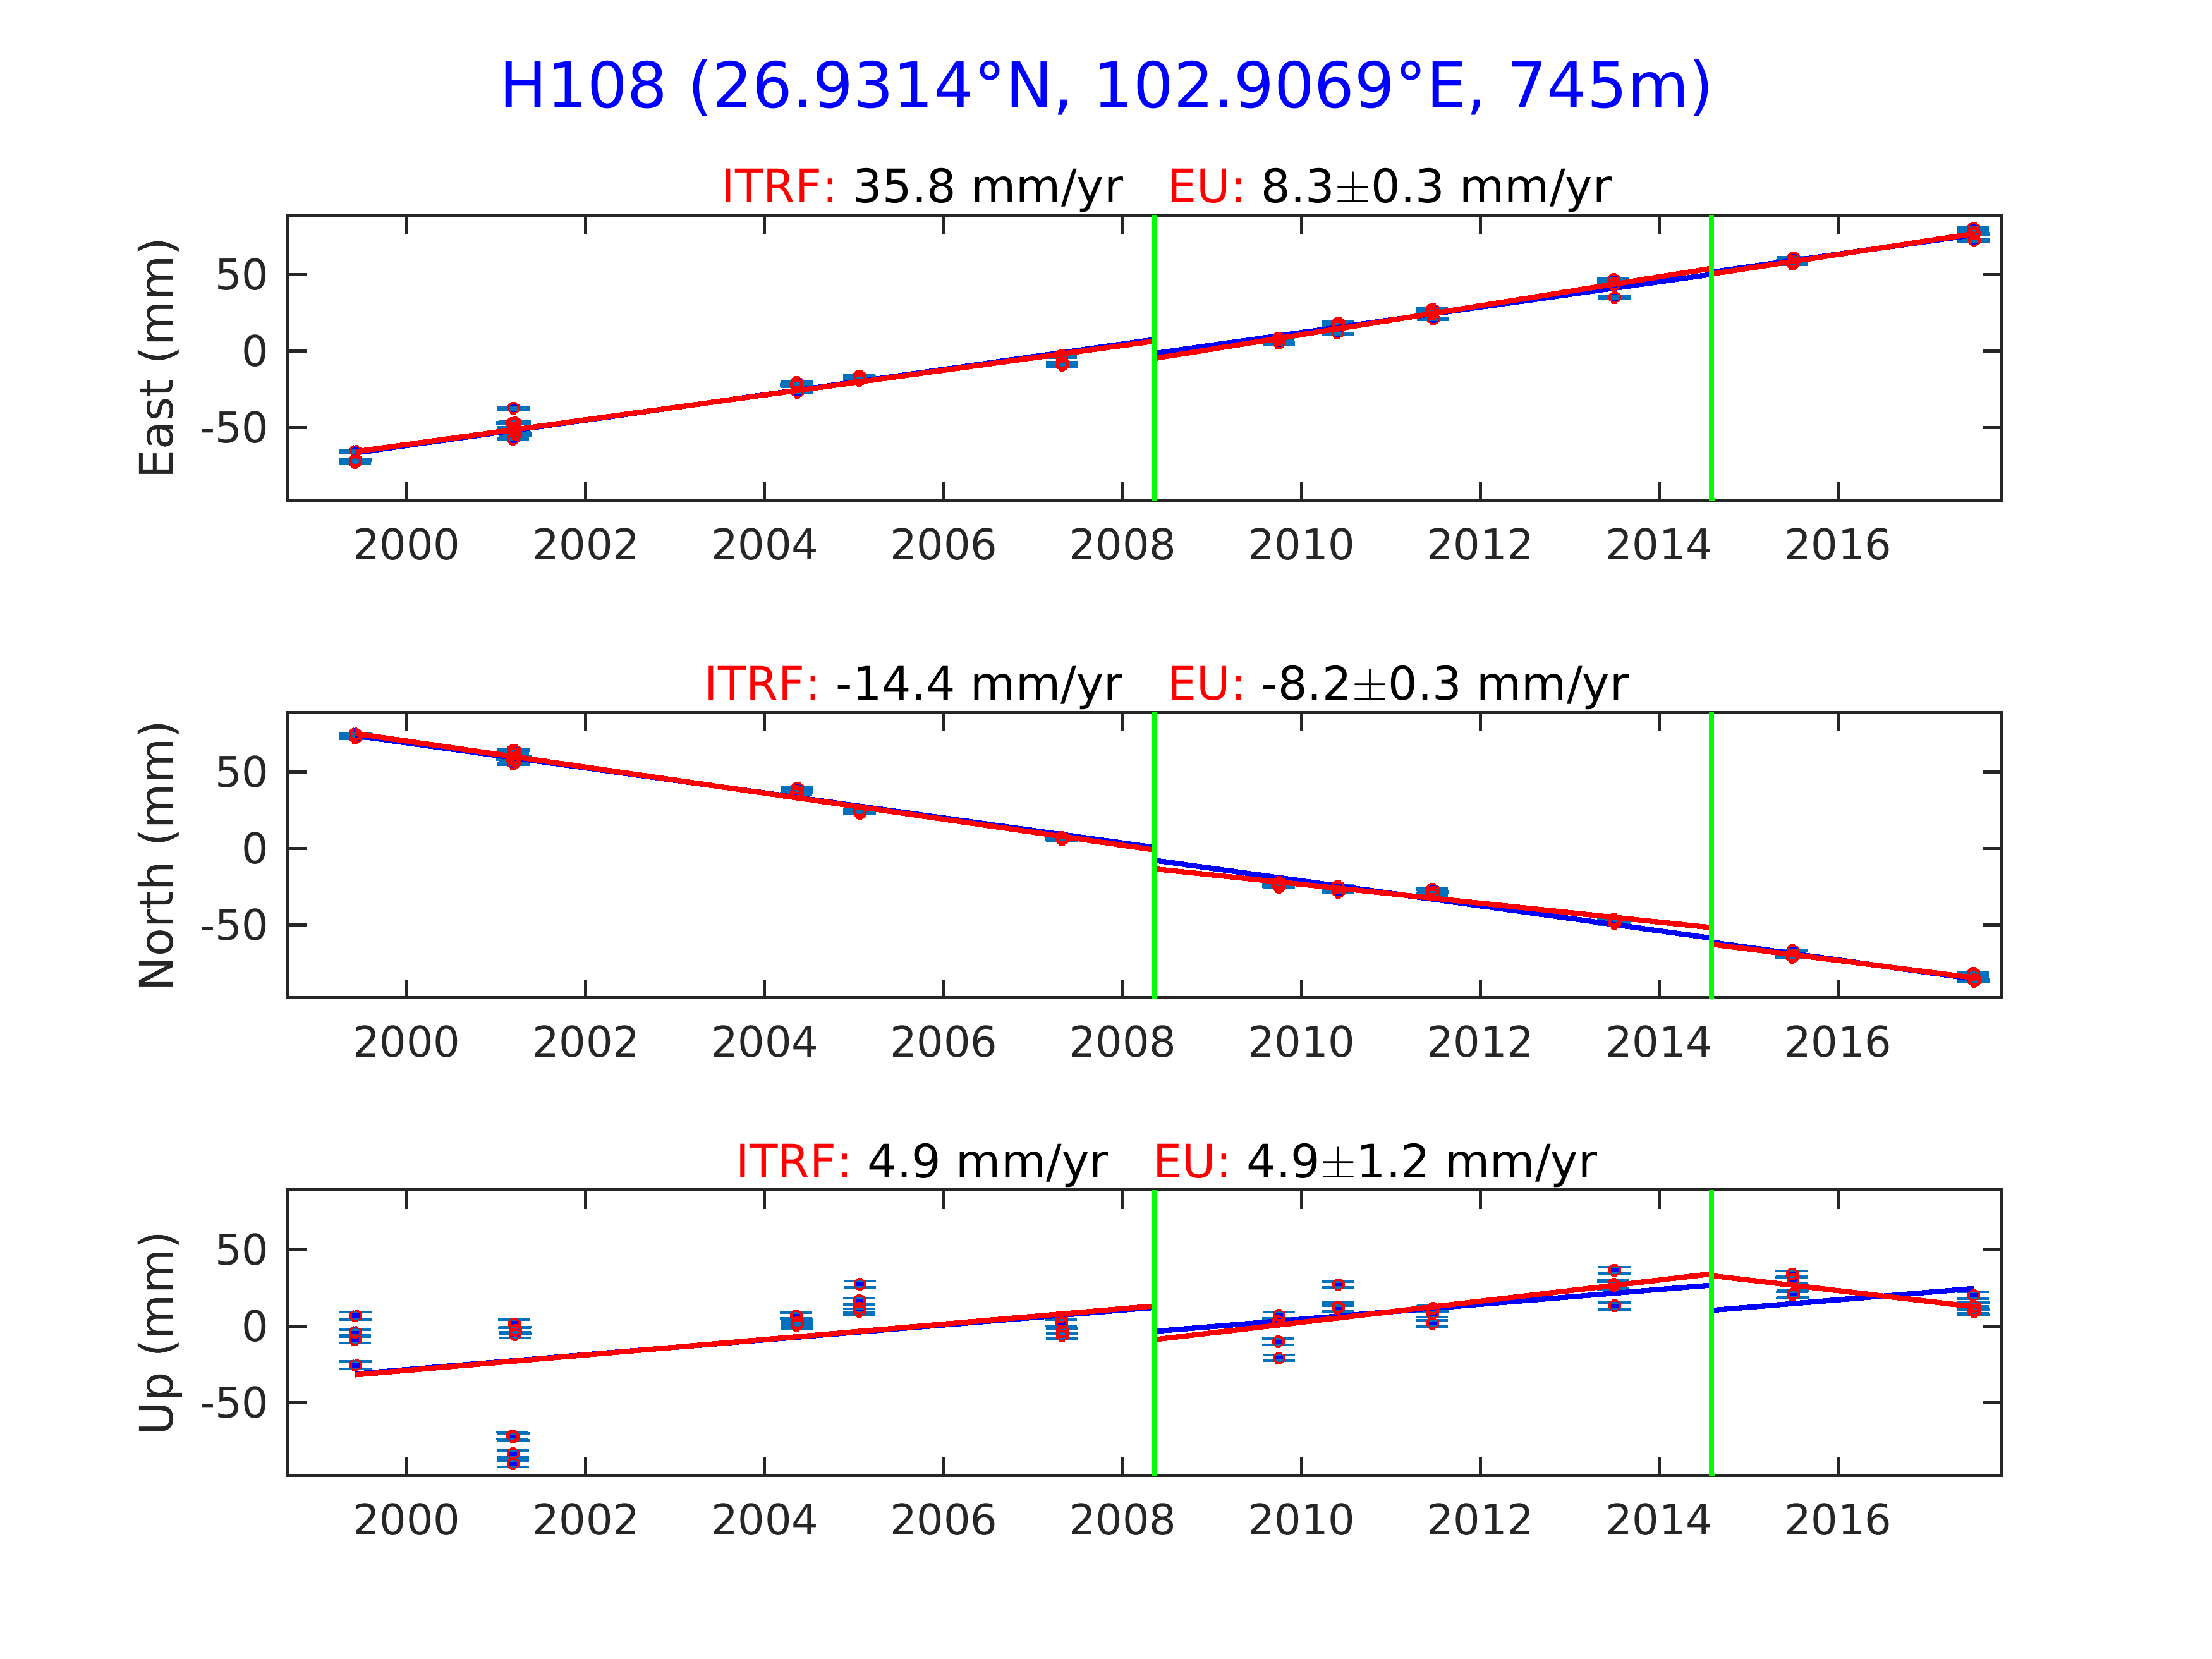 H108 (26.9314°N, 102.9069°E, 745m)
ITRF: 35.8 mm/yr EU: 8.3±0.3 mm/yr
East (mm)
50
0
-50
2000 2002 2004 2006 2008 2010 2012 2014 2016
ITRF: -14.4 mm/yr EU: -8.2±0.3 mm/yr
North (mm)
50
0
-50
2000 2002 2004 2006 2008 2010 2012 2014 2016
ITRF: 4.9 mm/yr EU: 4.9±1.2 mm/yr
Up (mm)
50
0
-50
2000 2002 2004 2006 2008 2010 2012 2014 2016